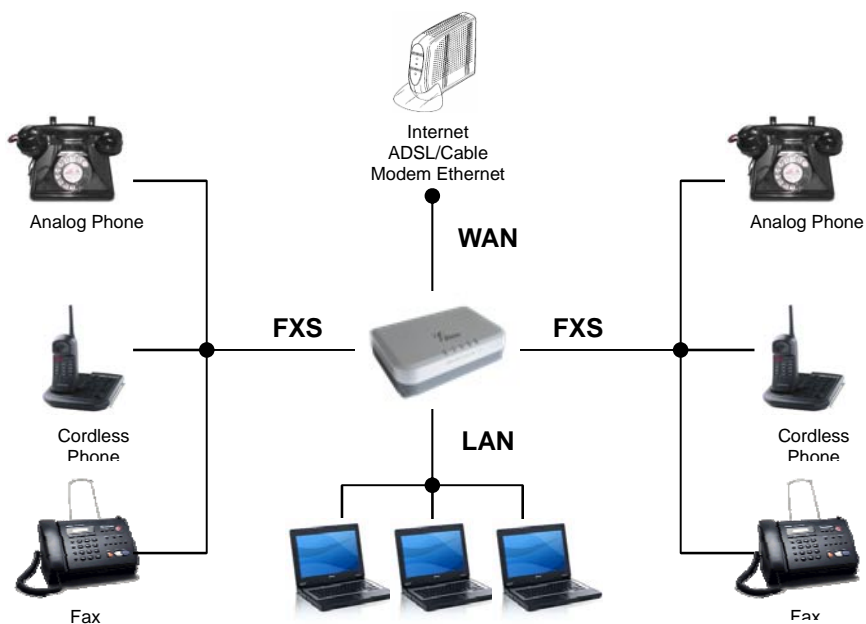 Internet
ADSL/Cable
Modem Ethernet
Analog Phone
Analog Phone
WAN
FXS
FXS
LAN
Cordless
Phone
Cordless
Phone
Fax
Fax